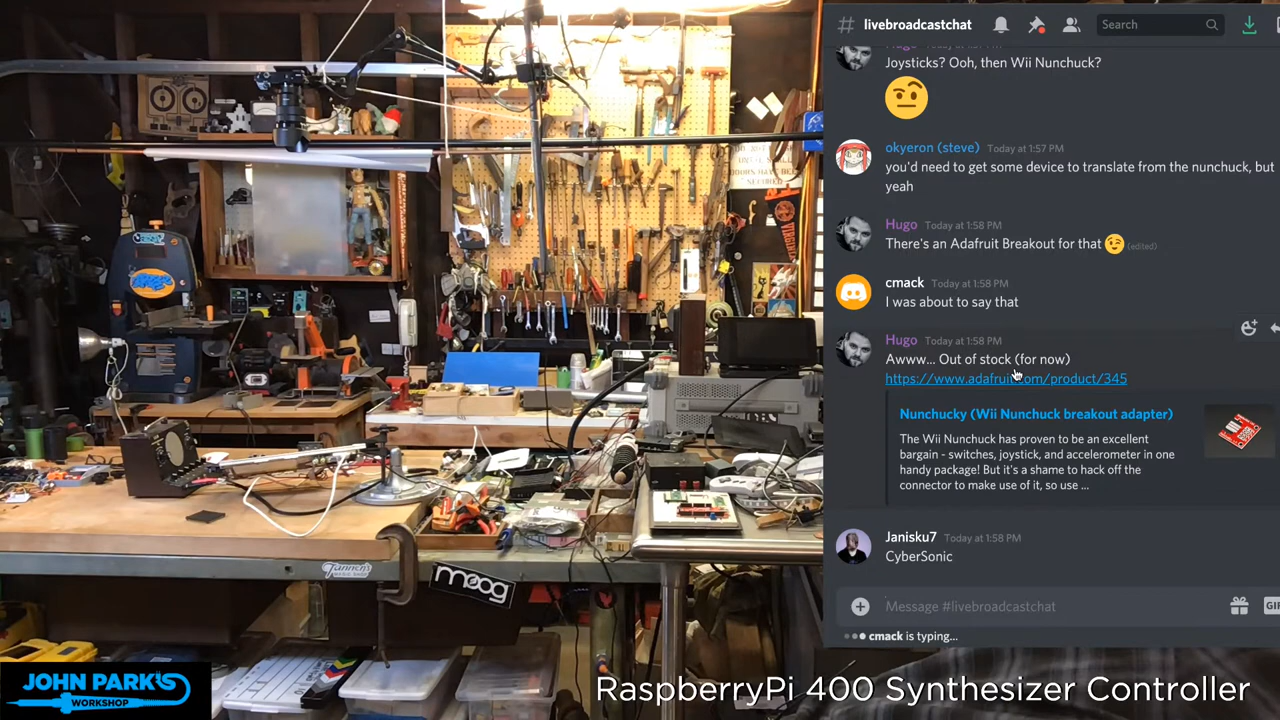 # livebroadcastchat
Search
Hugo
Joysticks? Ooh, then Wii Nunchuck?
okyeron (steve) Today at 1:57 PM
you'd need to get some device to translate from the nunchuck, but
yeah
Hugo Today at 1:58 PM
There's an Adafruit Breakout for that (edited)
cmack Today at 1:58 PM
I was about to say that
Hugo Today at 1:58 PM
Awww... Out of stock (for now)
https://www.adafruit.com/product/345
Nunchucky (Wii Nunchuck breakout adapter)
The Wii Nunchuck has proven to be an excellent
bargain - switches, joystick, and accelerometer in one
handy package! But it's a shame to hack off the
connector to make use of it, so use ...
Janisku7 Today at 1:58 PM
CyberSonic
Message #livebroadcastchat
GIF
cmack is typing...
VIRGINIA
Tannen's
MAGIC SHOP
moog
JOHN PARK'S
WORKSHOP
RaspberryPi 400 Synthesizer Controller